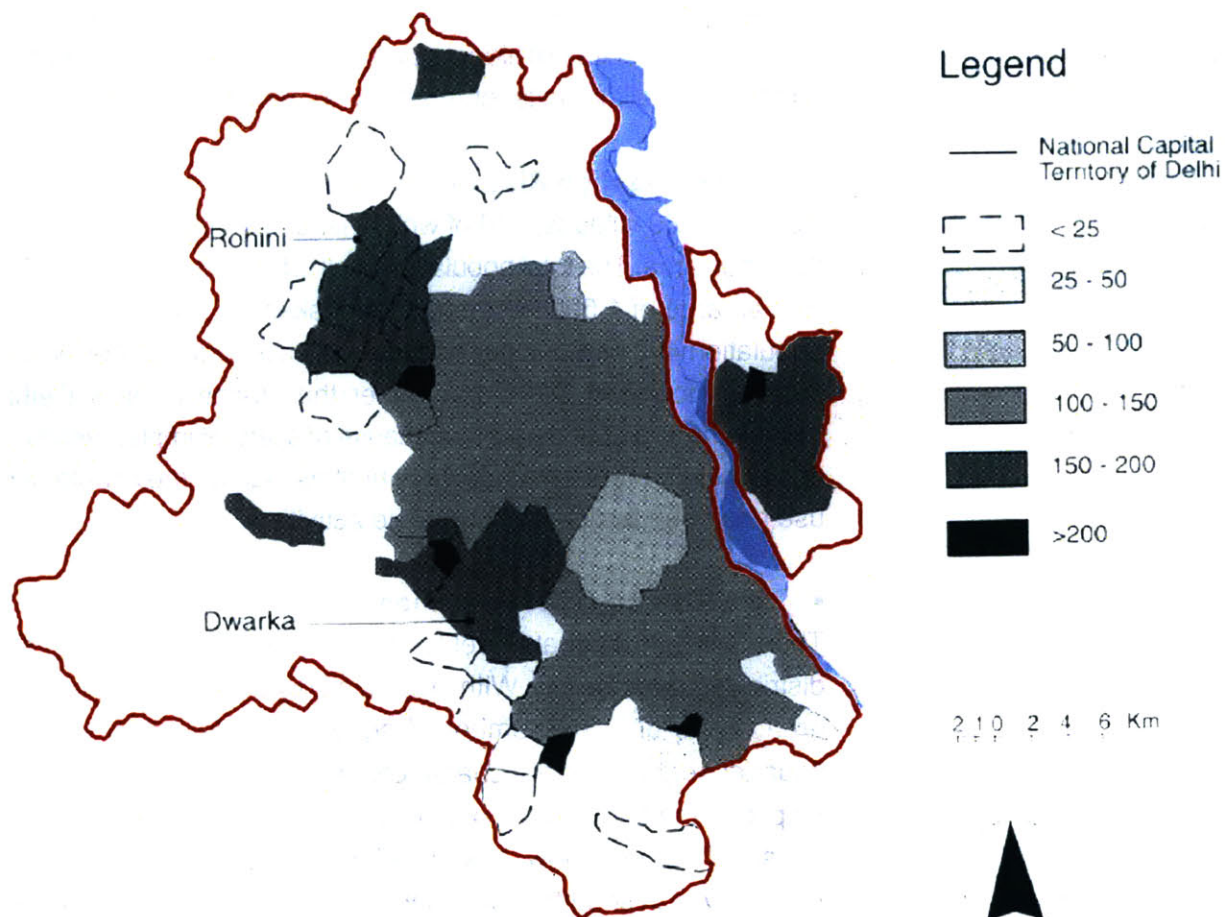 Legend
National Capital
Territory of Delhi
< 25
25 - 50
50 - 100
100 - 150
150 - 200
>200
Rohini
Dwarka
2 1 0 2 4 6 Km